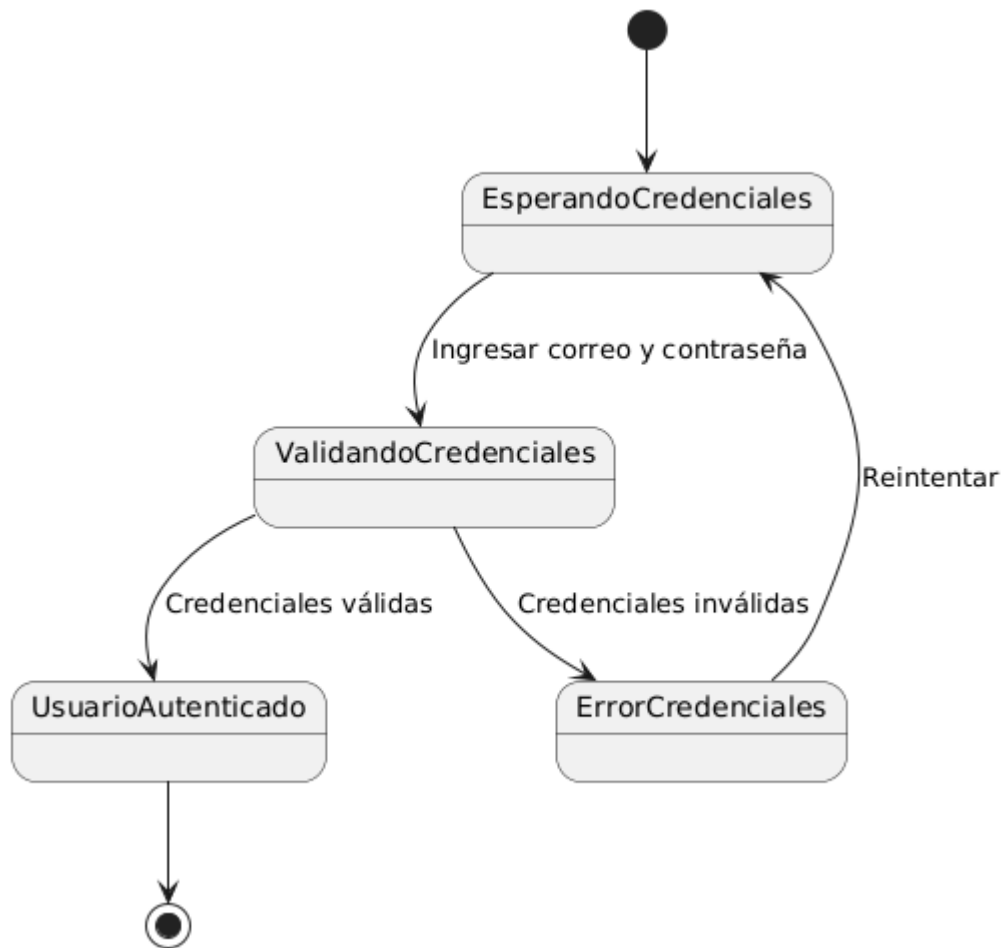 EsperandoCredenciales
Ingresar correo y contraseña
ValidandoCredenciales
Reintentar
Credenciales válidas
Credenciales inválidas
UsuarioAutenticado
ErrorCredenciales